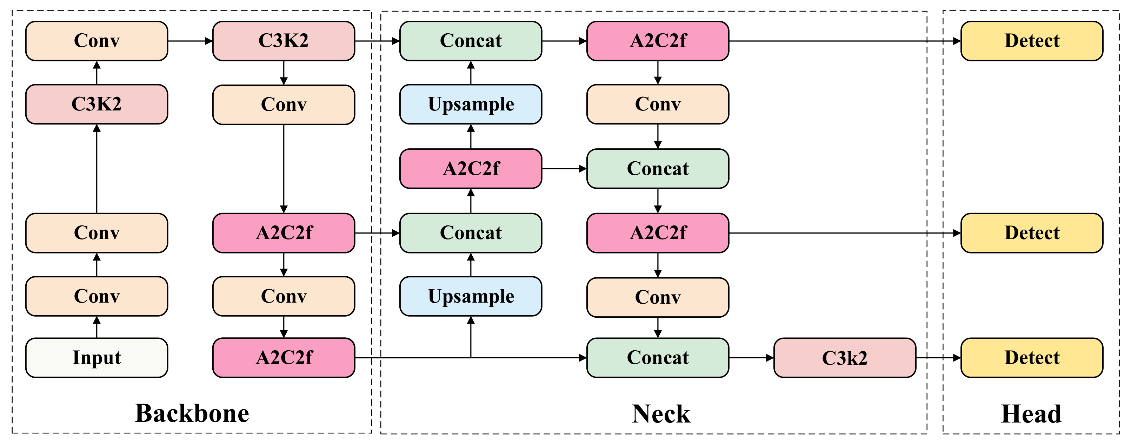 Conv
C3K2
Concat
A2C2f
Detect
C3K2
Conv
Upsample
Conv
A2C2f
Concat
Conv
A2C2f
Concat
A2C2f
Detect
Conv
Conv
Upsample
Conv
Input
A2C2f
Concat
C3k2
Detect
Backbone
Neck
Head